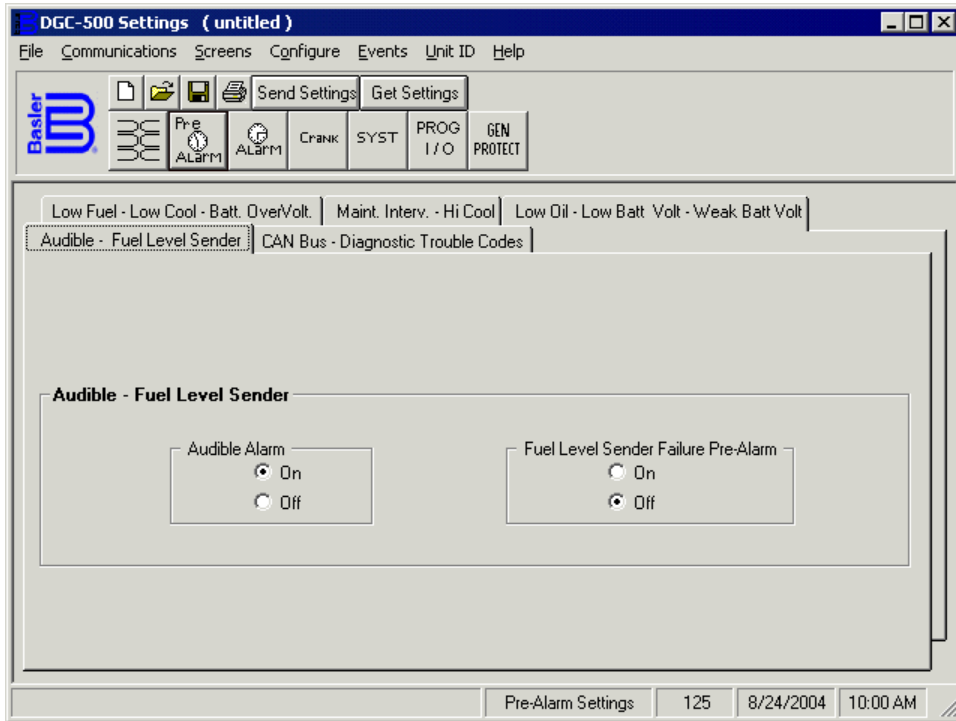 DGC-500 Settings ( untitled )
File Communications Screens Configure Events Unit ID Help
Basler
Send Settings Get Settings
Pre ALarm
ALarm
Crank
SYST
PROG I/O
GEN PROTECT
Low Fuel - Low Cool - Batt. OverVolt. Maint. Interv. - Hi Cool Low Oil - Low Batt Volt - Weak Batt Volt
Audible - Fuel Level Sender CAN Bus - Diagnostic Trouble Codes
Audible - Fuel Level Sender
Audible Alarm
On
Off
Fuel Level Sender Failure Pre-Alarm
On
Off
Pre-Alarm Settings 125 8/24/2004 10:00 AM